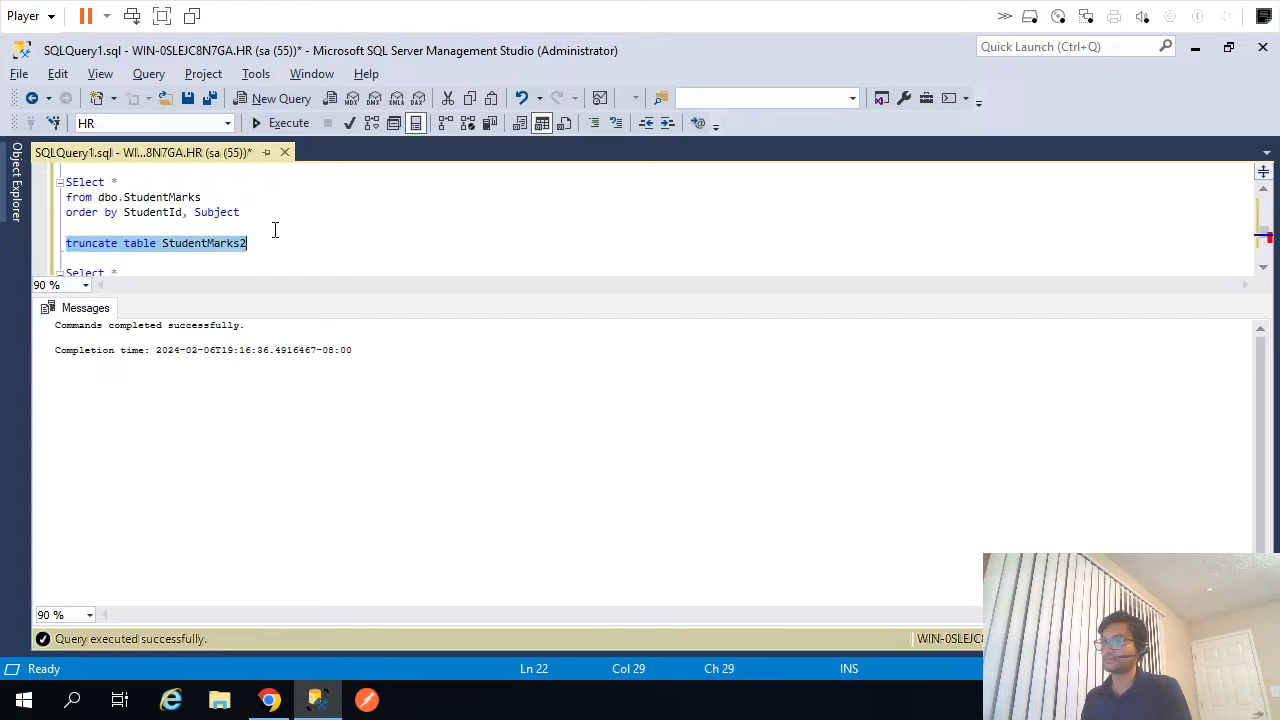 Player
SQLQuery1.sql - WIN-0SLEJC8N7GA.HR (sa (55))* - Microsoft SQL Server Management Studio (Administrator)
Quick Launch (Ctrl+Q)
File Edit View Query Project Tools Window Help
New Query
MDX DMX XMLA DAX
HR
Execute
SQLQuery1.sql - WI...8N7GA.HR (sa (55))*
Object Explorer
SElect *
from dbo.StudentMarks
order by StudentId, Subject
truncate table StudentMarks2
Select *
90 %
Messages
Commands completed successfully.
Completion time: 2024-02-06T19:16:36.4916467-08:00
90 %
Query executed successfully.
WIN-0SLEJC8
Ready
Ln 22
Col 29
Ch 29
INS